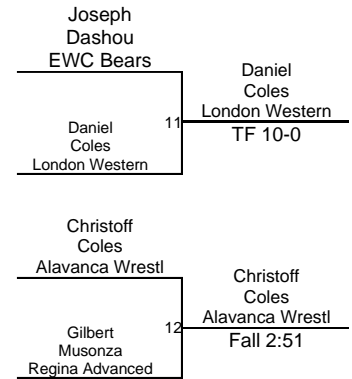 Joseph
Dashou
EWC Bears
Daniel
Coles
London Western
11
Daniel
Coles
London Western
TF 10-0
Christoff
Coles
Alavanca Wrestl
Gilbert
Musonza
Regina Advanced
12
Christoff
Coles
Alavanca Wrestl
Fall 2:51